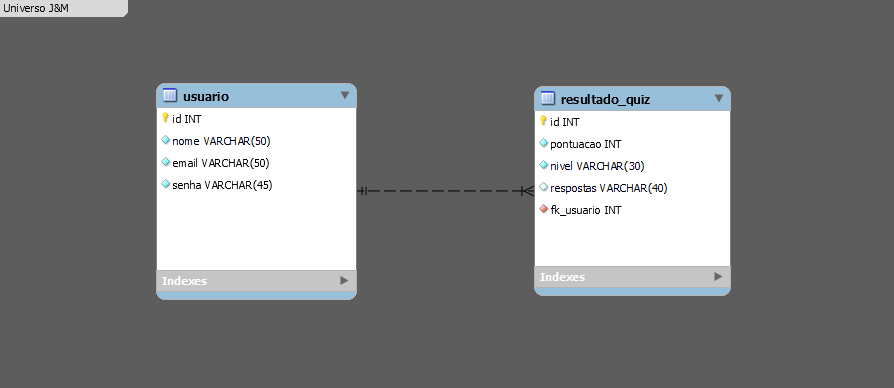 Universo J&M
usuario
id INT
nome VARCHAR(50)
email VARCHAR(50)
senha VARCHAR(45)
Indexes
resultado_quiz
id INT
pontuacao INT
nivel VARCHAR(30)
respostas VARCHAR(40)
fk_usuario INT
Indexes